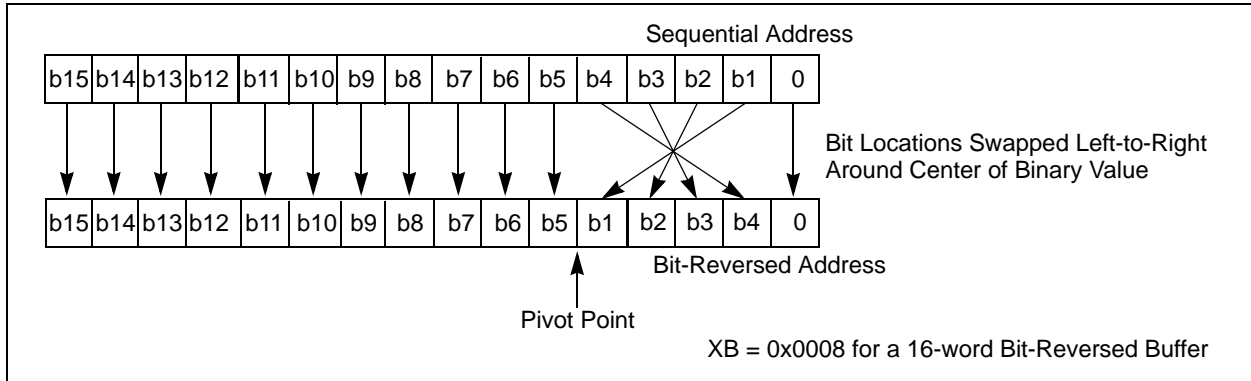 Sequential Address
b15 b14 b13 b12 b11 b10 b9 b8 b7 b6 b5 b4 b3 b2 b1 0
Bit Locations Swapped Left-to-Right
Around Center of Binary Value
b15 b14 b13 b12 b11 b10 b9 b8 b7 b6 b5 b1 b2 b3 b4 0
Bit-Reversed Address
Pivot Point
XB = 0x0008 for a 16-word Bit-Reversed Buffer